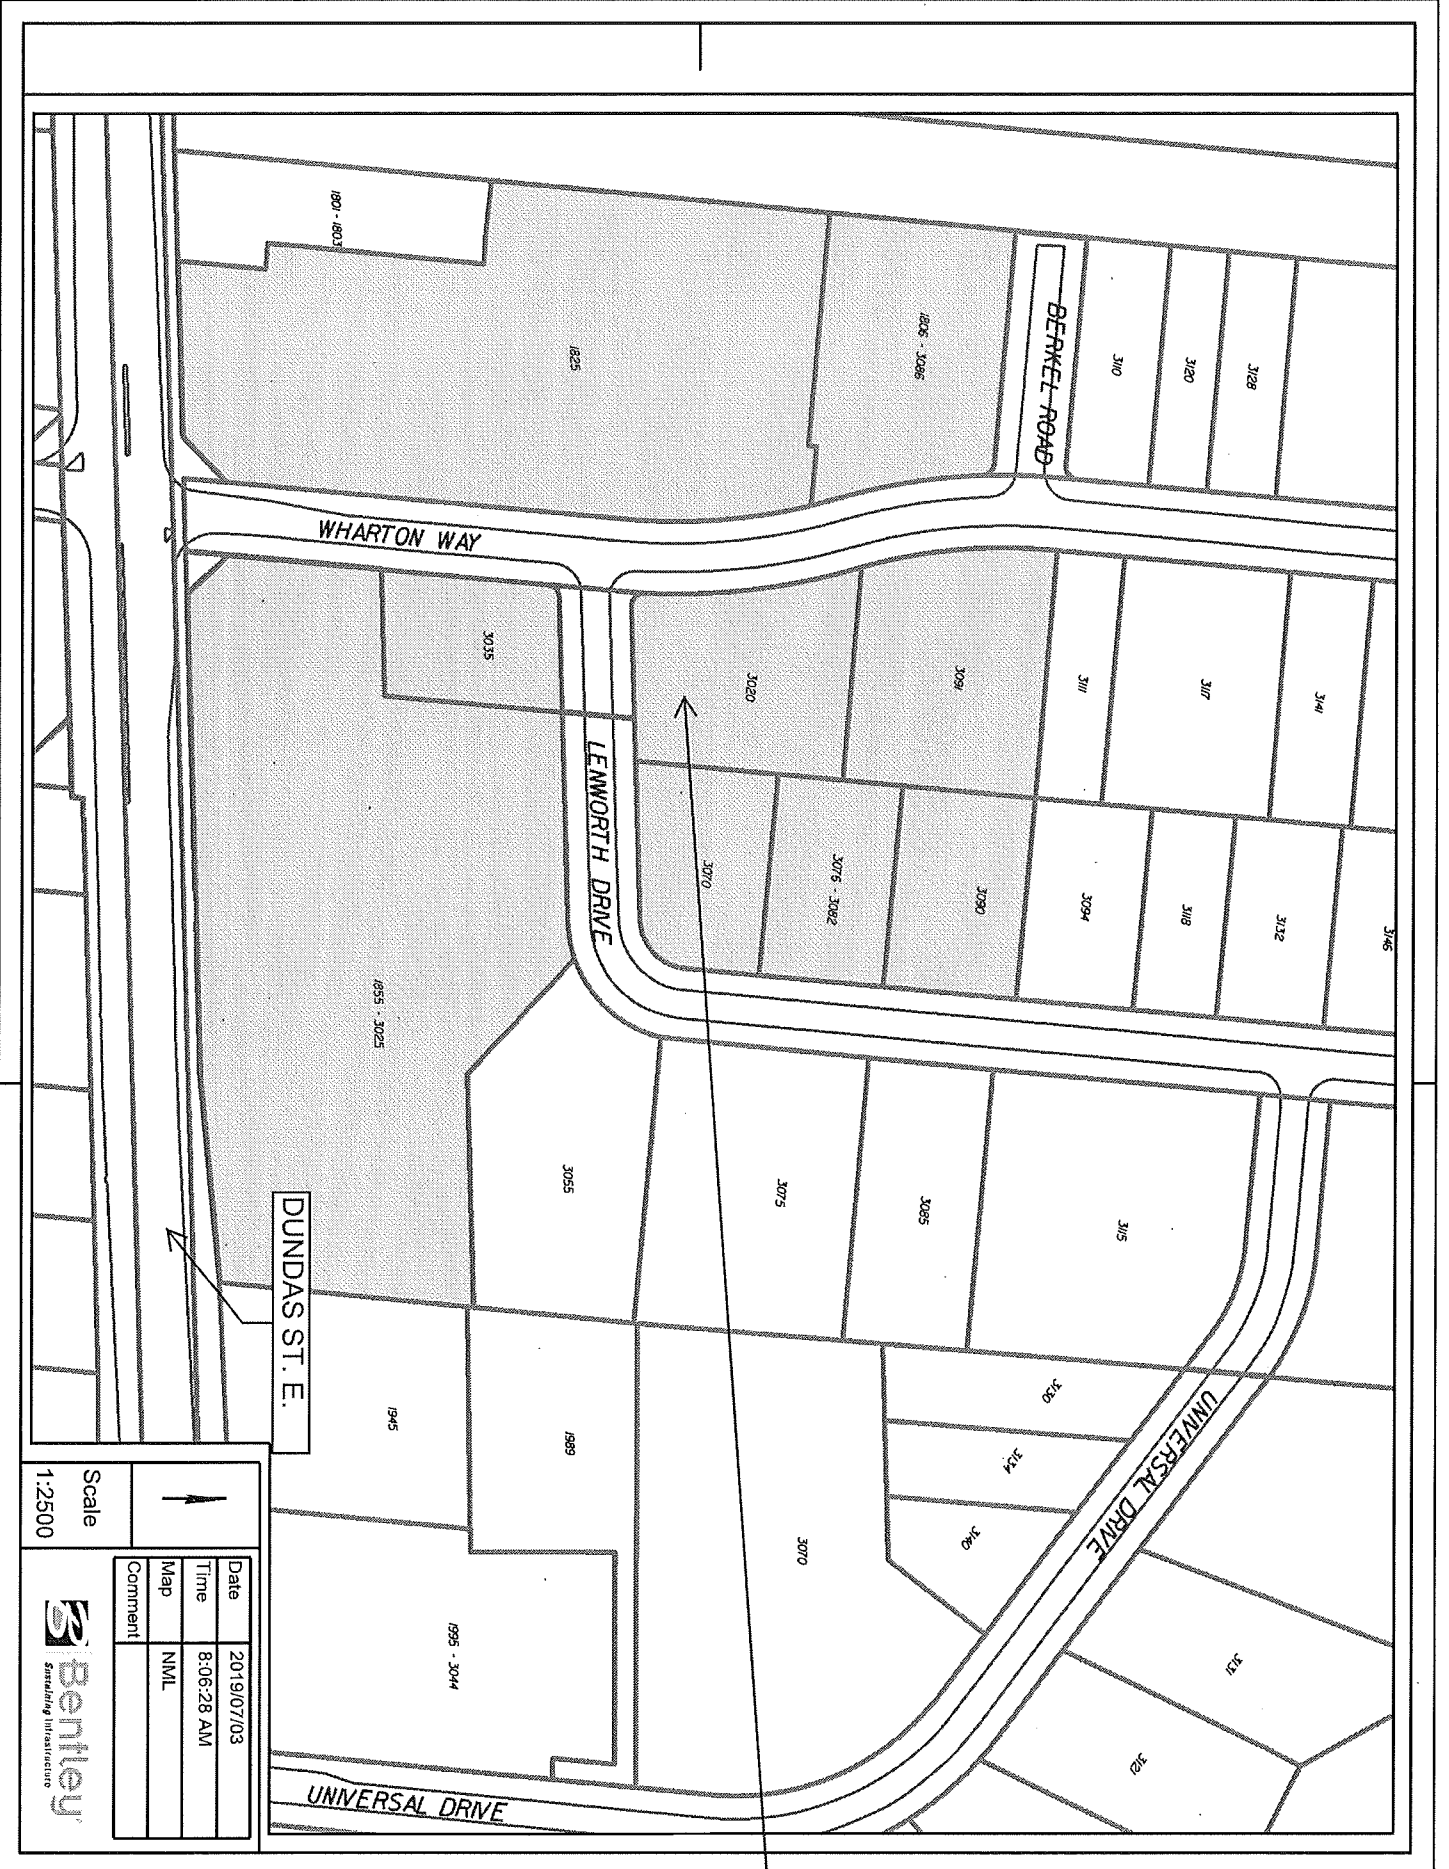 3146
3141
3132
3128
3117
3118
3120
3111
3094
3110
BERKEL ROAD
3131
3121
UNIVERSAL DRIVE
3115
3130
3134
3140
1806 - 3086
3091
3090
3085
3076 - 3082
3020
3070
3075
3070
1825
WHARTON WAY
LENWORTH DRIVE
3055
1989
3035
1801 - 1803
1855 - 3025
1945
1995 - 3044
UNIVERSAL DRIVE
DUNDAS ST. E.
Scale
1:2500
Date 2019/07/03
Time 8:06:28 AM
Map NML
Comment
Bentley
Sustaining Infrastructure